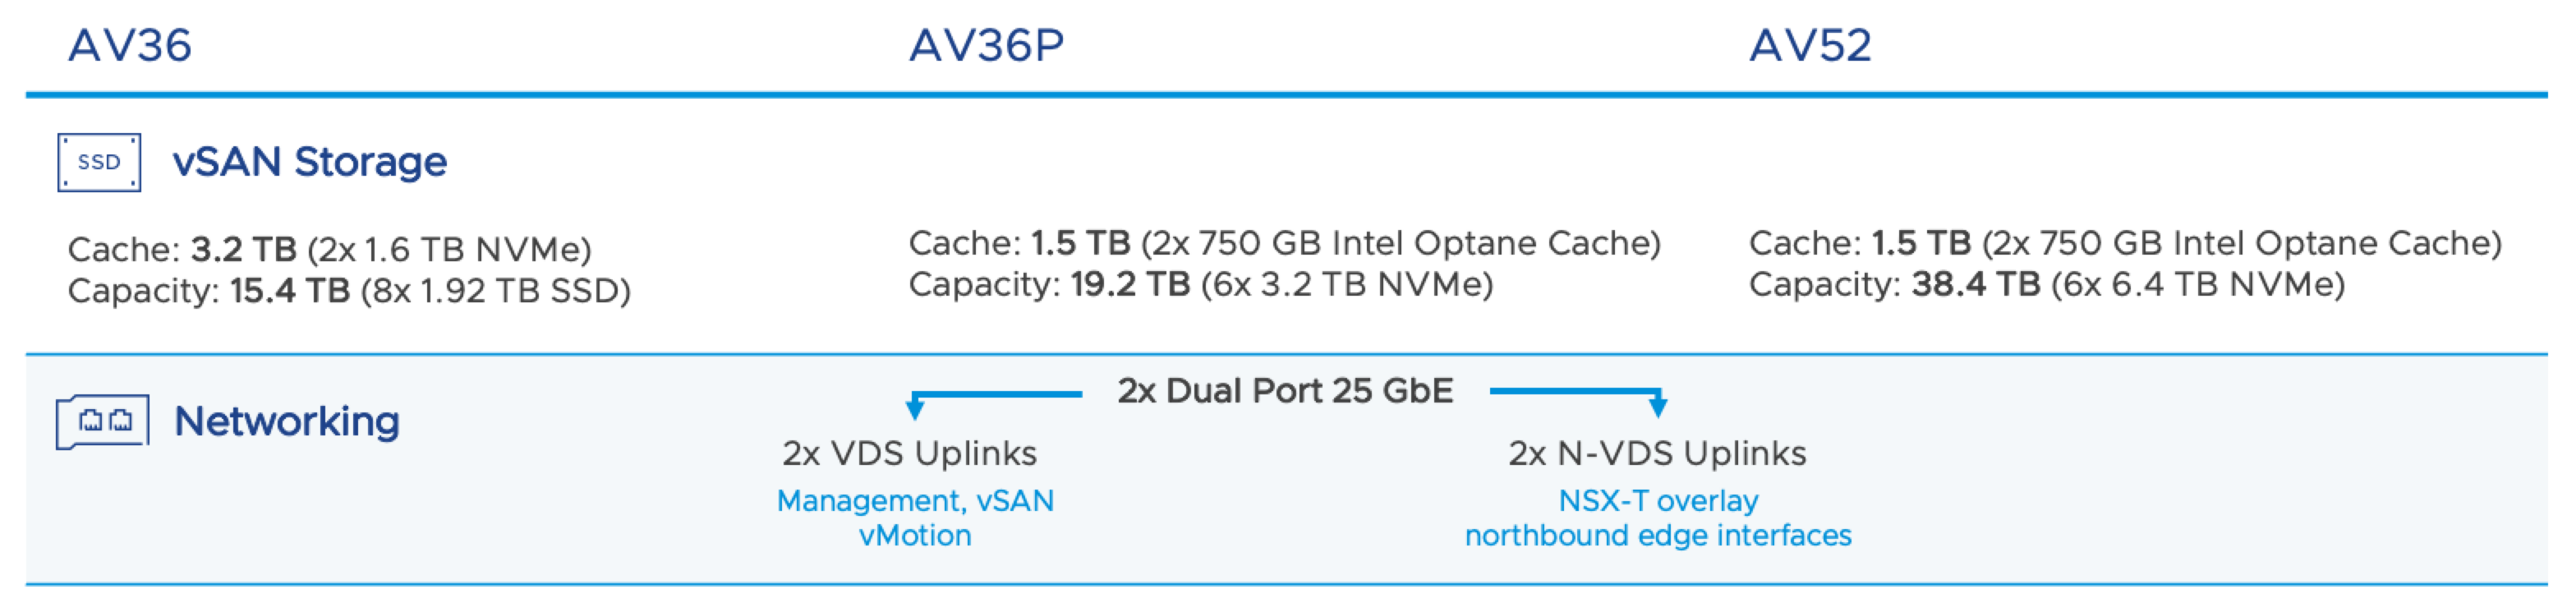 AV36
AV36P
AV52
SSD
vSAN Storage
Cache: 3.2 TB (2x 1.6 TB NVMe)
Capacity: 15.4 TB (8x 1.92 TB SSD)
Cache: 1.5 TB (2x 750 GB Intel Optane Cache)
Capacity: 19.2 TB (6x 3.2 TB NVMe)
Cache: 1.5 TB (2x 750 GB Intel Optane Cache)
Capacity: 38.4 TB (6x 6.4 TB NVMe)
Networking
2x Dual Port 25 GbE
2x VDS Uplinks
Management, vSAN
vMotion
2x N-VDS Uplinks
NSX-T overlay
northbound edge interfaces